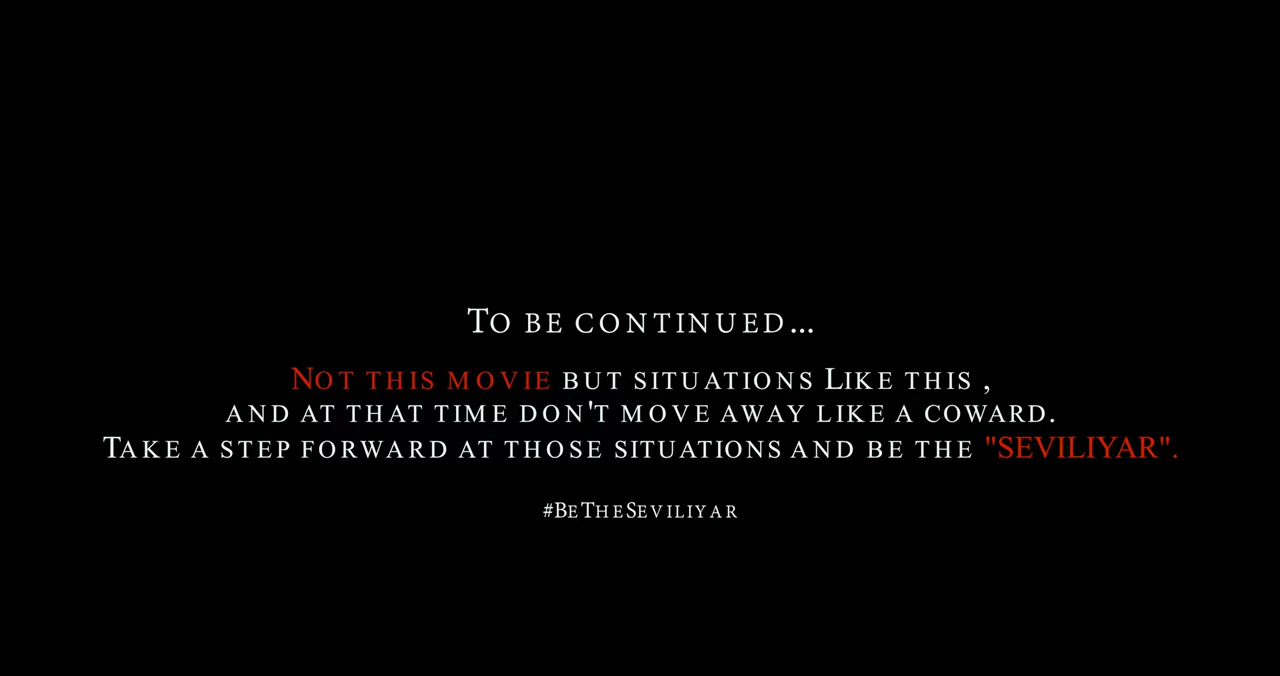 To be continued...
Not this movie but situations Like this ,
and at that time don't move away like a coward.
Take a step forward at those situations and be the "SEVILIYAR".
#BeTheSeviliyar